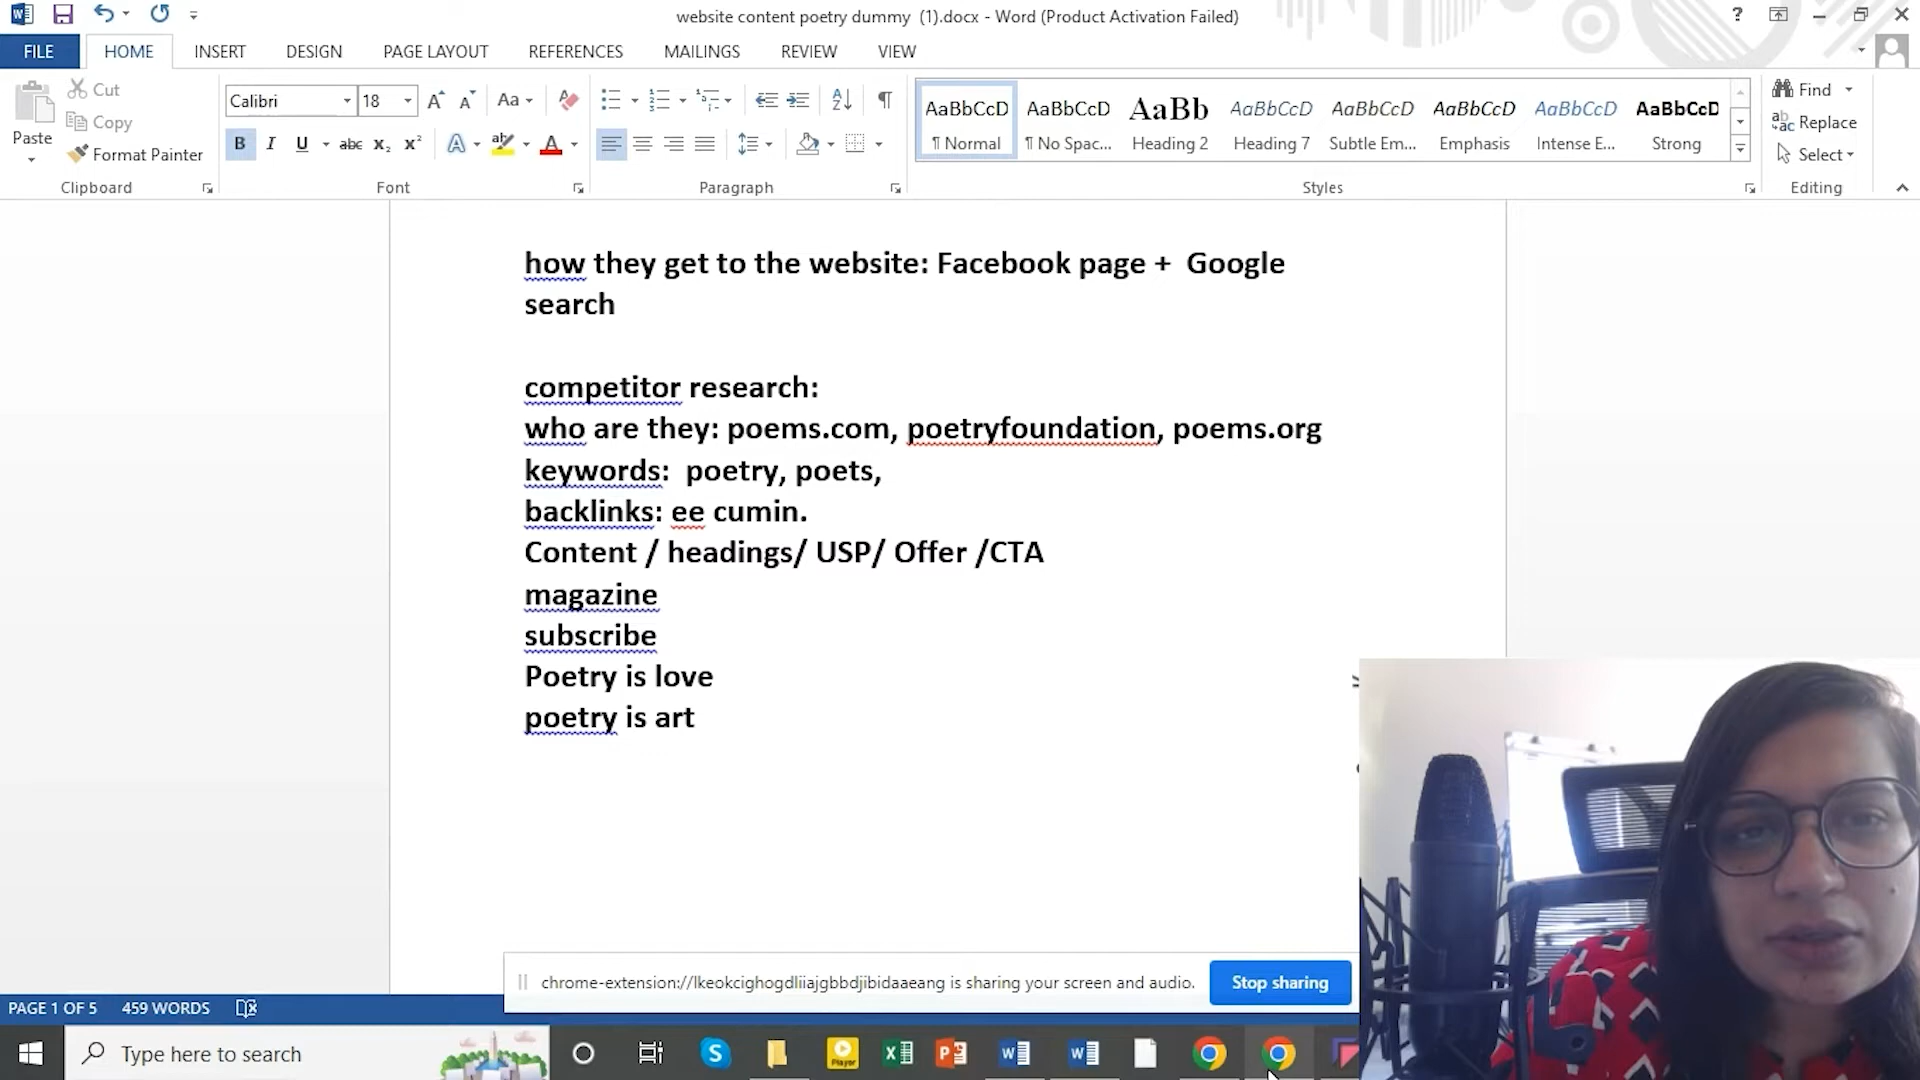 website content poetry dummy (1).docx - Word (Product Activation Failed)
?
FILE HOME INSERT DESIGN PAGE LAYOUT REFERENCES MAILINGS REVIEW VIEW
Paste
Cut
Copy
Format Painter
Clipboard
Calibri 18
Aa
B I U abc x₂ x² A ab A
Font
Paragraph
AaBbCcD AaBbCcD AaBb AaBbCcD AaBbCcD AaBbCcD AaBbCcD AaBbCcD
¶ Normal ¶ No Spac... Heading 2 Heading 7 Subtle Em... Emphasis Intense E... Strong
Styles
Find
Replace
Select
Editing
how they get to the website: Facebook page + Google
search
competitor research:
who are they: poems.com, poetryfoundation, poems.org
keywords: poetry, poets,
backlinks: ee cumin.
Content / headings/ USP/ Offer /CTA
magazine
subscribe
Poetry is love
poetry is art
chrome-extension://lkeokcighogdliiajgbbdjibidaaeang is sharing your screen and audio. Stop sharing
PAGE 1 OF 5 459 WORDS
Type here to search
Player